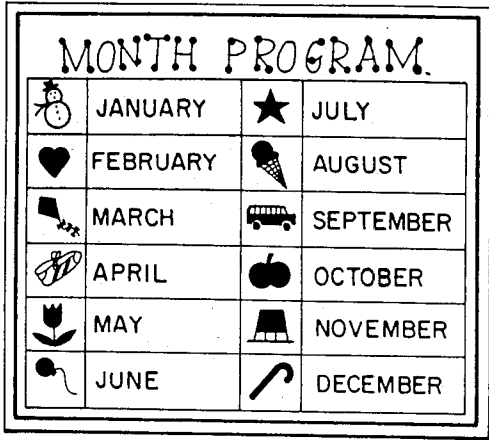 MONTH PROGRAM.
JANUARY
FEBRUARY
MARCH
APRIL
MAY
JUNE
JULY
AUGUST
SEPTEMBER
OCTOBER
NOVEMBER
DECEMBER